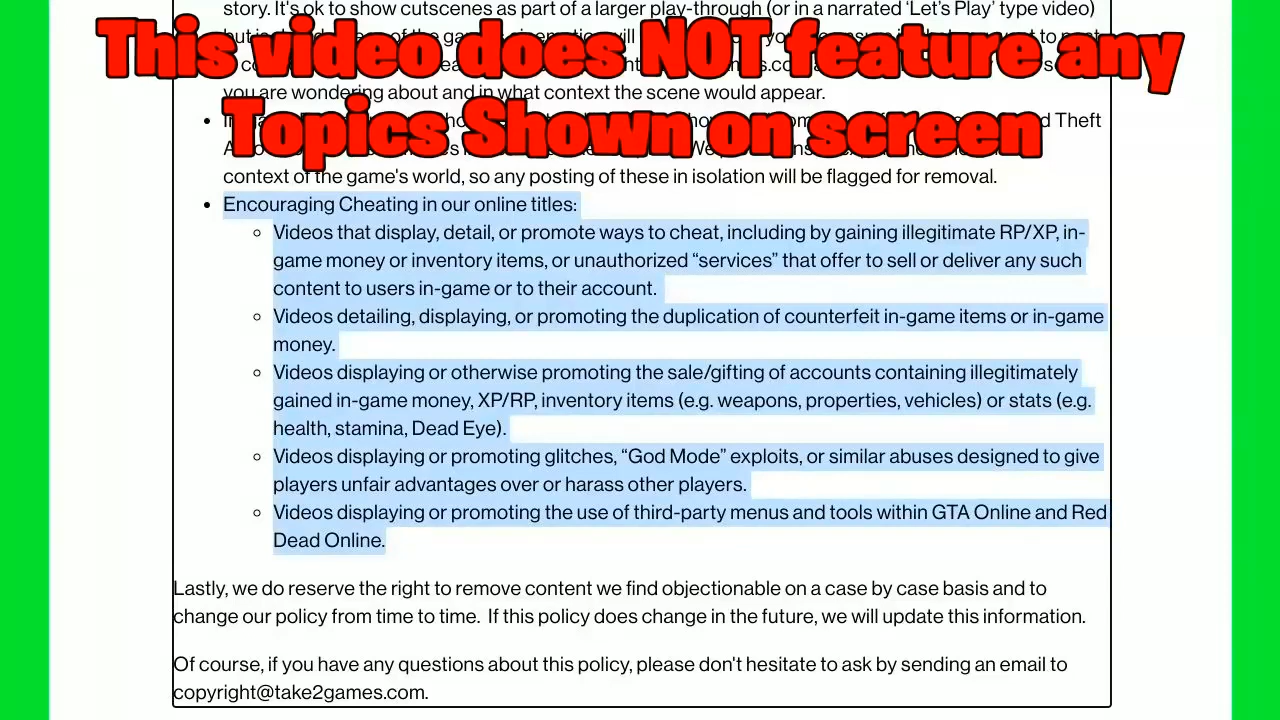 This video does NOT feature any
Topics Shown on screen
story. It's ok to show cutscenes as part of a larger play-through (or in a narrated ‘Let’s Play’ type video)
you are wondering about and in what context the scene would appear.
Theft
context of the game's world, so any posting of these in isolation will be flagged for removal.
• Encouraging Cheating in our online titles:
◦ Videos that display, detail, or promote ways to cheat, including by gaining illegitimate RP/XP, in-
game money or inventory items, or unauthorized “services” that offer to sell or deliver any such
content to users in-game or to their account.
◦ Videos detailing, displaying, or promoting the duplication of counterfeit in-game items or in-game
money.
◦ Videos displaying or otherwise promoting the sale/gifting of accounts containing illegitimately
gained in-game money, XP/RP, inventory items (e.g. weapons, properties, vehicles) or stats (e.g.
health, stamina, Dead Eye).
◦ Videos displaying or promoting glitches, “God Mode” exploits, or similar abuses designed to give
players unfair advantages over or harass other players.
◦ Videos displaying or promoting the use of third-party menus and tools within GTA Online and Red
Dead Online.
Lastly, we do reserve the right to remove content we find objectionable on a case by case basis and to
change our policy from time to time.  If this policy does change in the future, we will update this information.
Of course, if you have any questions about this policy, please don't hesitate to ask by sending an email to
copyright@take2games.com.